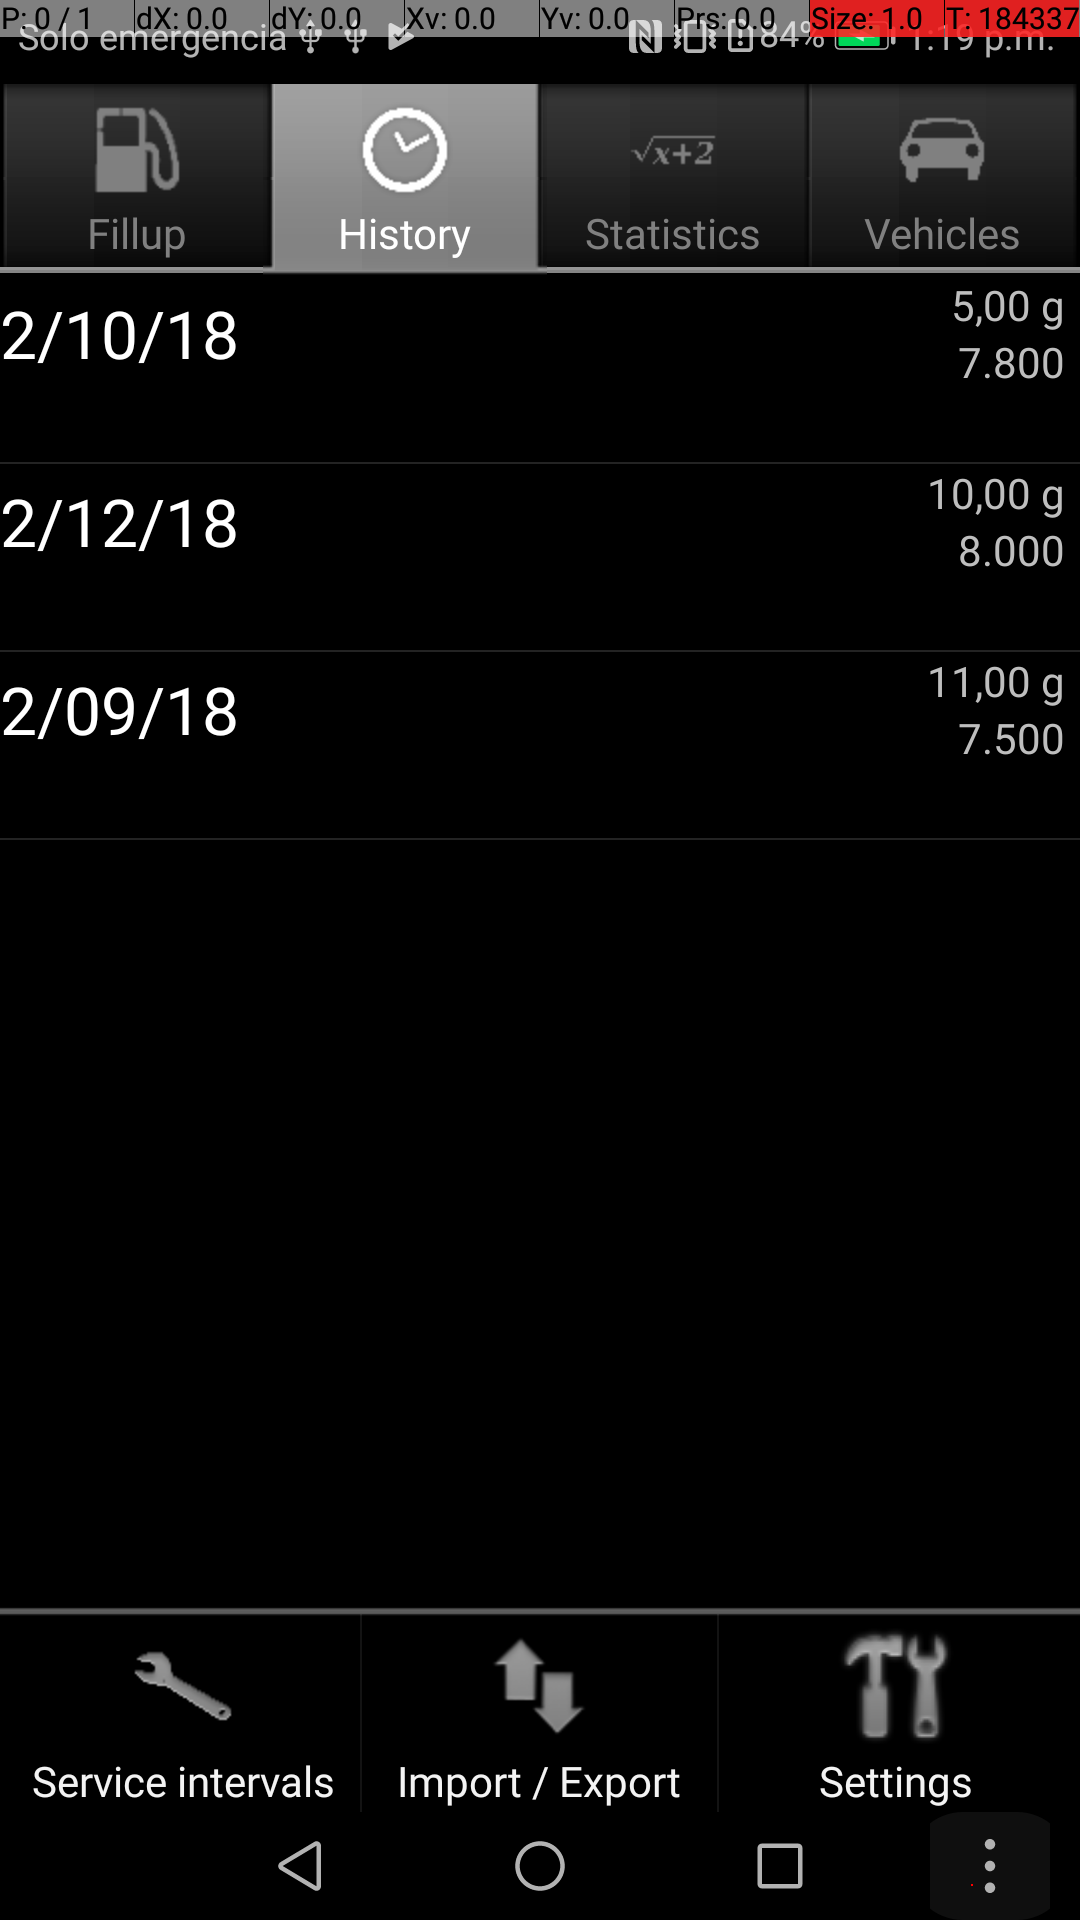 P: 0 / 1 dX: 0.0 dY: 0.0 Xv: 0.0 Yv: 0.0 Prs: 0.0 Size: 1.0 T: 184337
Solo emergencia 84% 1:19 p.m.
√x+2
Fillup History Statistics Vehicles
2/10/18
5,00 g
7.800
2/12/18
10,00 g
8.000
2/09/18
11,00 g
7.500
Service intervals Import / Export Settings